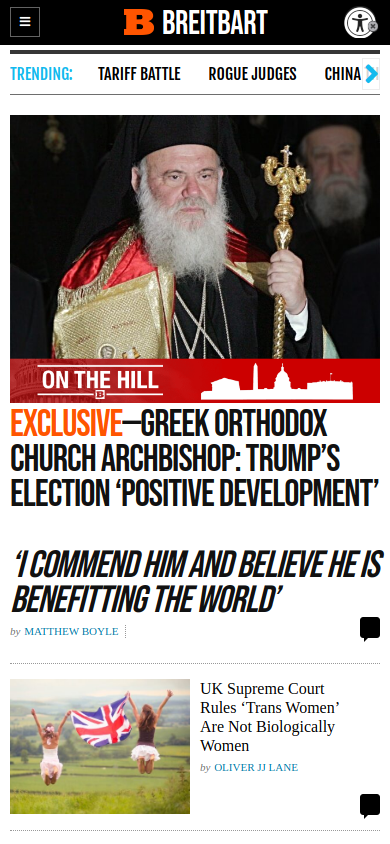 B BREITBART
TRENDING:
TARIFF BATTLE
ROGUE JUDGES
CHINA
ON THE HILL
B
EXCLUSIVE—GREEK ORTHODOX
CHURCH ARCHBISHOP: TRUMP’S
ELECTION ‘POSITIVE DEVELOPMENT’
‘I COMMEND HIM AND BELIEVE HE IS
BENEFITTING THE WORLD’
by MATTHEW BOYLE
UK Supreme Court
Rules ‘Trans Women’
Are Not Biologically
Women
by OLIVER JJ LANE